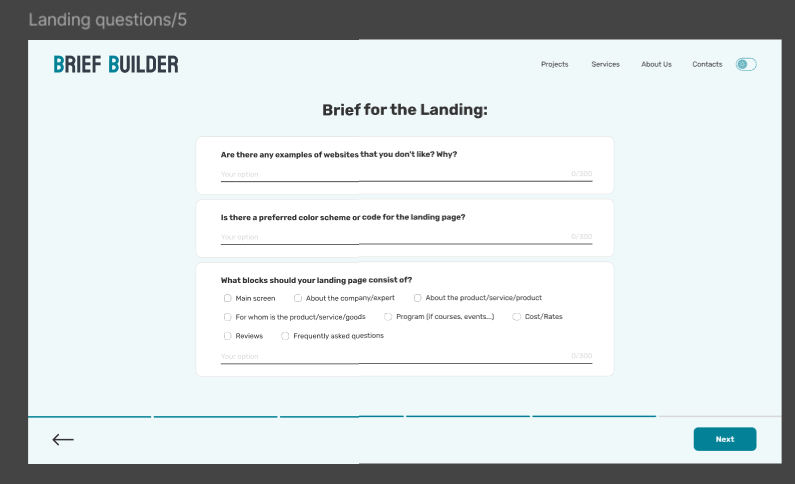 Landing questions/5
BRIEF BUILDER
Projects Services About Us Contacts
Brief for the Landing:
Are there any examples of websites that you don't like? Why?
Your option 0/300
Is there a preferred color scheme or code for the landing page?
Your option 0/300
What blocks should your landing page consist of?
Main screen About the company/expert About the product/service/product
For whom is the product/service/goods Program (if courses, events...) Cost/Rates
Reviews Frequently asked questions
Your option 0/300
Next